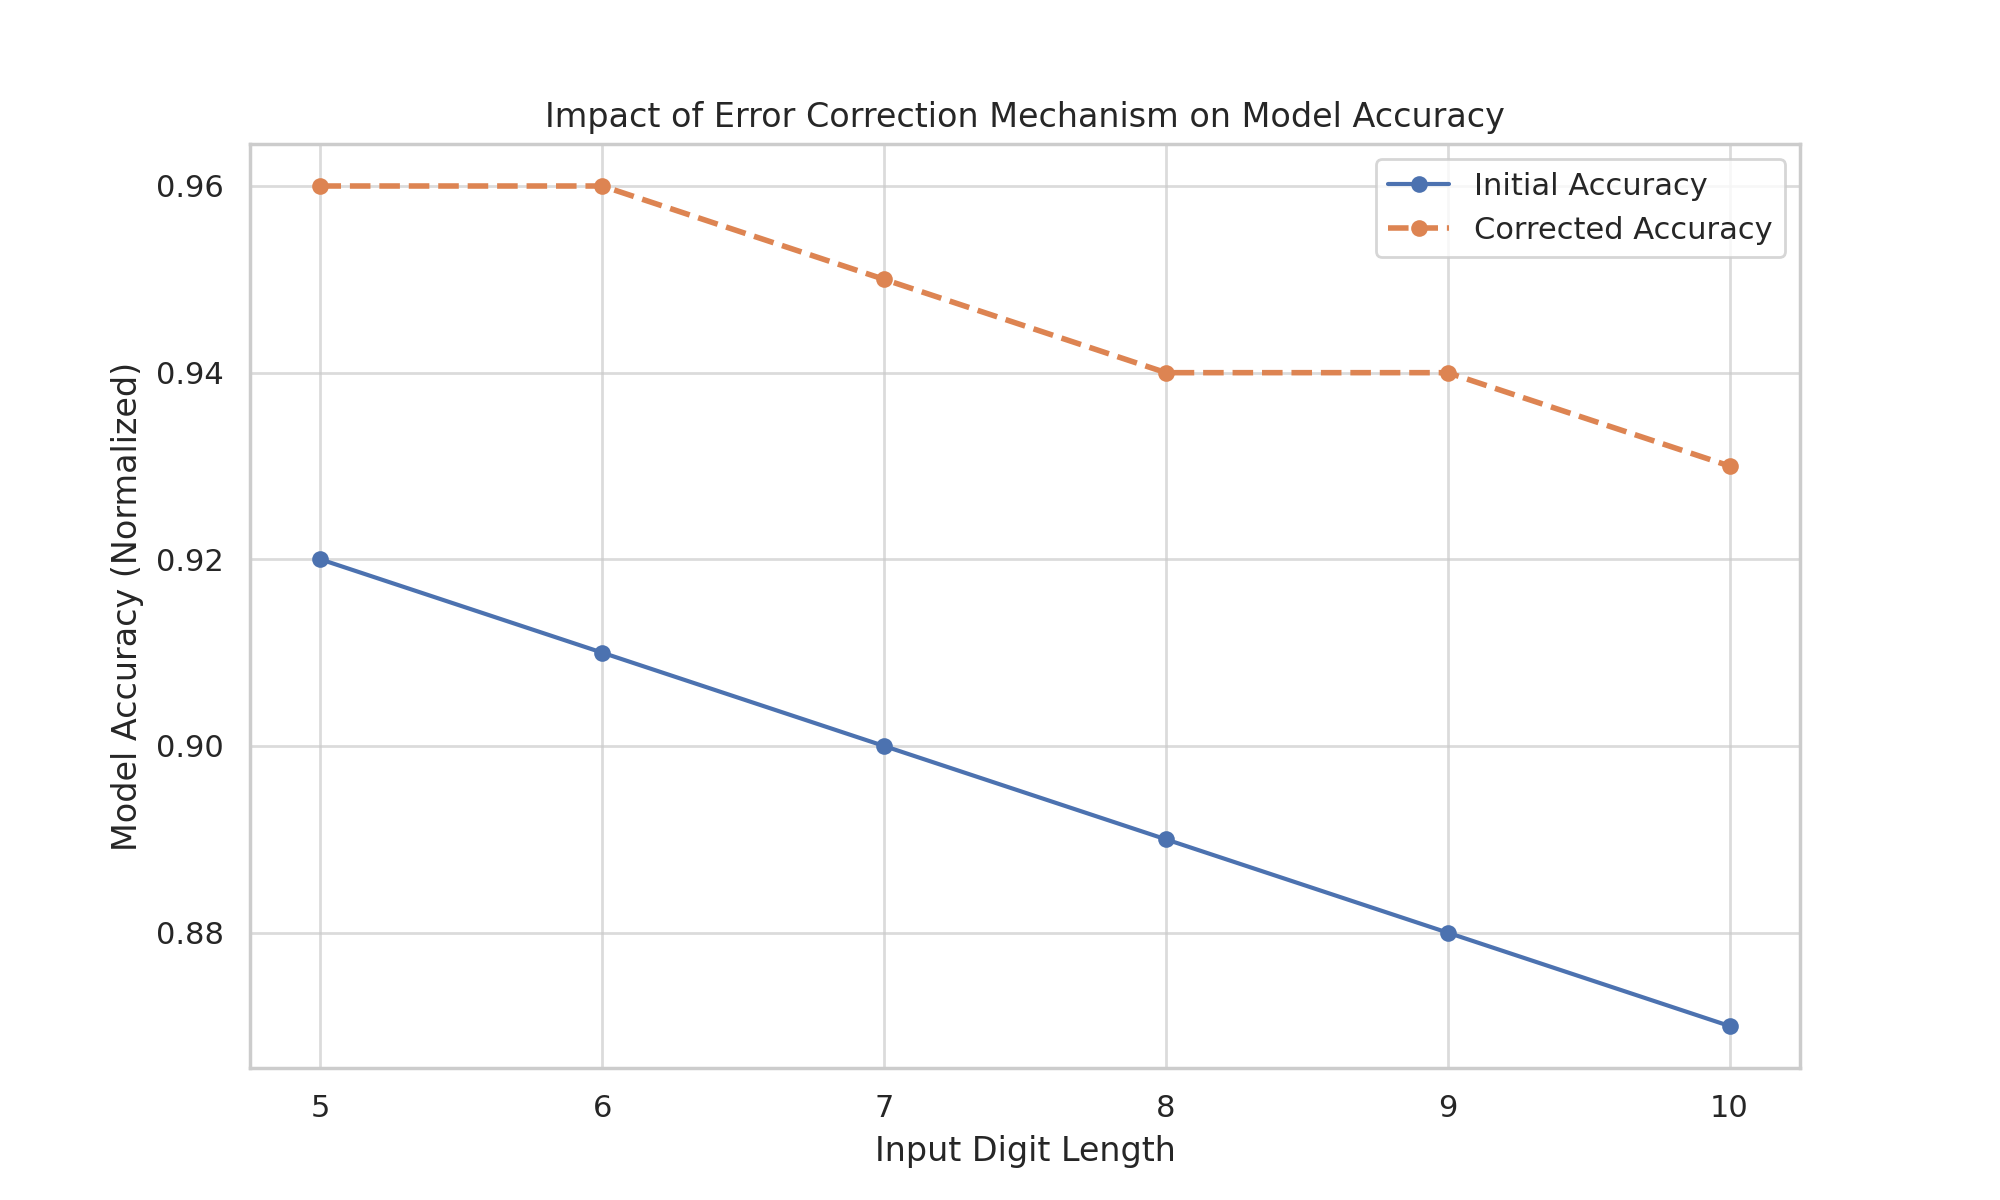 Impact of Error Correction Mechanism on Model Accuracy
Initial Accuracy
Corrected Accuracy
Model Accuracy (Normalized)
0.96
0.94
0.92
0.90
0.88
5 6 7 8 9 10
Input Digit Length